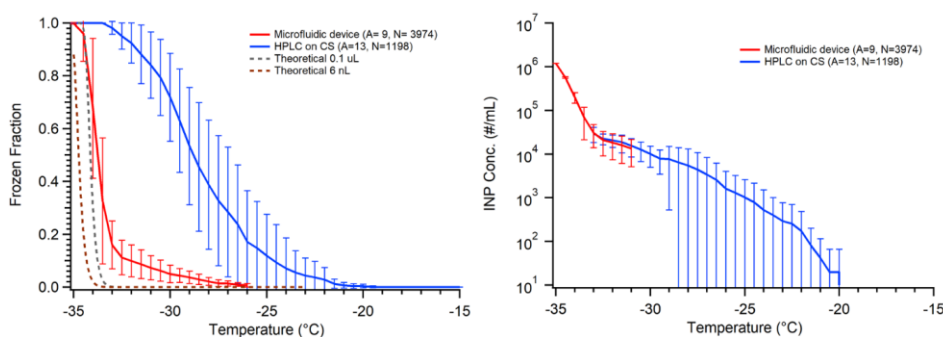 1.0
0.8
0.6
0.4
0.2
0.0
Frozen Fraction
Microfluidic device (A= 9, N= 3974)
HPLC on CS (A=13, N=1198)
Theoretical 0.1 uL
Theoretical 6 nL
-35
-30
-25
-20
-15
Temperature (°C)
10^7
10^6
10^5
10^4
10^3
10^2
10^1
INP Conc. (#/mL)
Microfluidic device (A=9, N=3974)
HPLC on CS (A=13, N=1198)
-35
-30
-25
-20
-15
Temperature (°C)